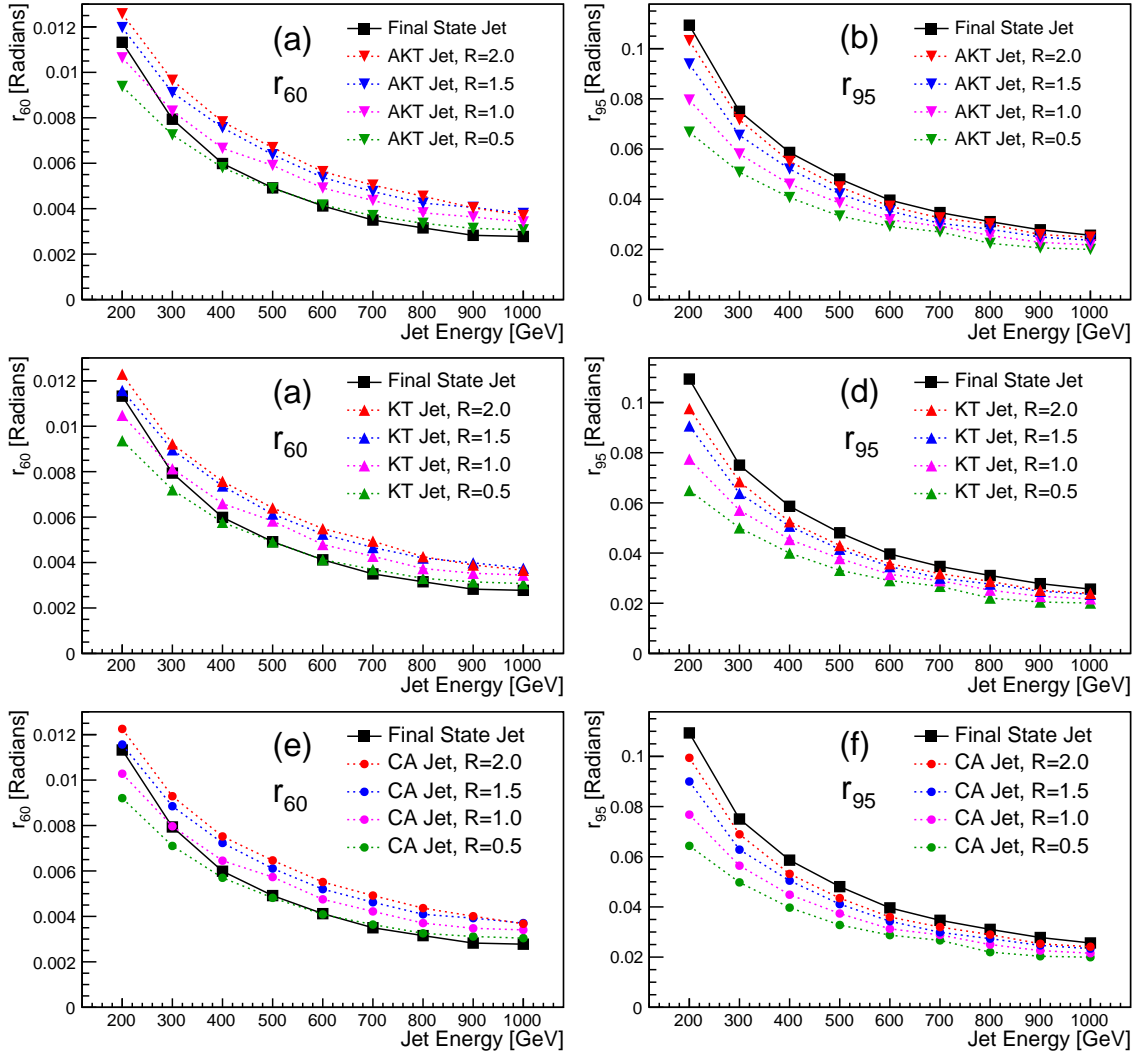 r60 [Radians]
0.012
0.01
0.008
0.006
0.004
0.002
0
(a)
r60
Final State Jet
AKT Jet, R=2.0
AKT Jet, R=1.5
AKT Jet, R=1.0
AKT Jet, R=0.5
200 300 400 500 600 700 800 900 1000
Jet Energy [GeV]
r95 [Radians]
0.1
0.08
0.06
0.04
0.02
0
(b)
r95
Final State Jet
AKT Jet, R=2.0
AKT Jet, R=1.5
AKT Jet, R=1.0
AKT Jet, R=0.5
200 300 400 500 600 700 800 900 1000
Jet Energy [GeV]
r60 [Radians]
0.012
0.01
0.008
0.006
0.004
0.002
0
(a)
r60
Final State Jet
KT Jet, R=2.0
KT Jet, R=1.5
KT Jet, R=1.0
KT Jet, R=0.5
200 300 400 500 600 700 800 900 1000
Jet Energy [GeV]
r95 [Radians]
0.1
0.08
0.06
0.04
0.02
0
(d)
r95
Final State Jet
KT Jet, R=2.0
KT Jet, R=1.5
KT Jet, R=1.0
KT Jet, R=0.5
200 300 400 500 600 700 800 900 1000
Jet Energy [GeV]
r60 [Radians]
0.012
0.01
0.008
0.006
0.004
0.002
0
(e)
r60
Final State Jet
CA Jet, R=2.0
CA Jet, R=1.5
CA Jet, R=1.0
CA Jet, R=0.5
200 300 400 500 600 700 800 900 1000
Jet Energy [GeV]
r95 [Radians]
0.1
0.08
0.06
0.04
0.02
0
(f)
r95
Final State Jet
CA Jet, R=2.0
CA Jet, R=1.5
CA Jet, R=1.0
CA Jet, R=0.5
200 300 400 500 600 700 800 900 1000
Jet Energy [GeV]